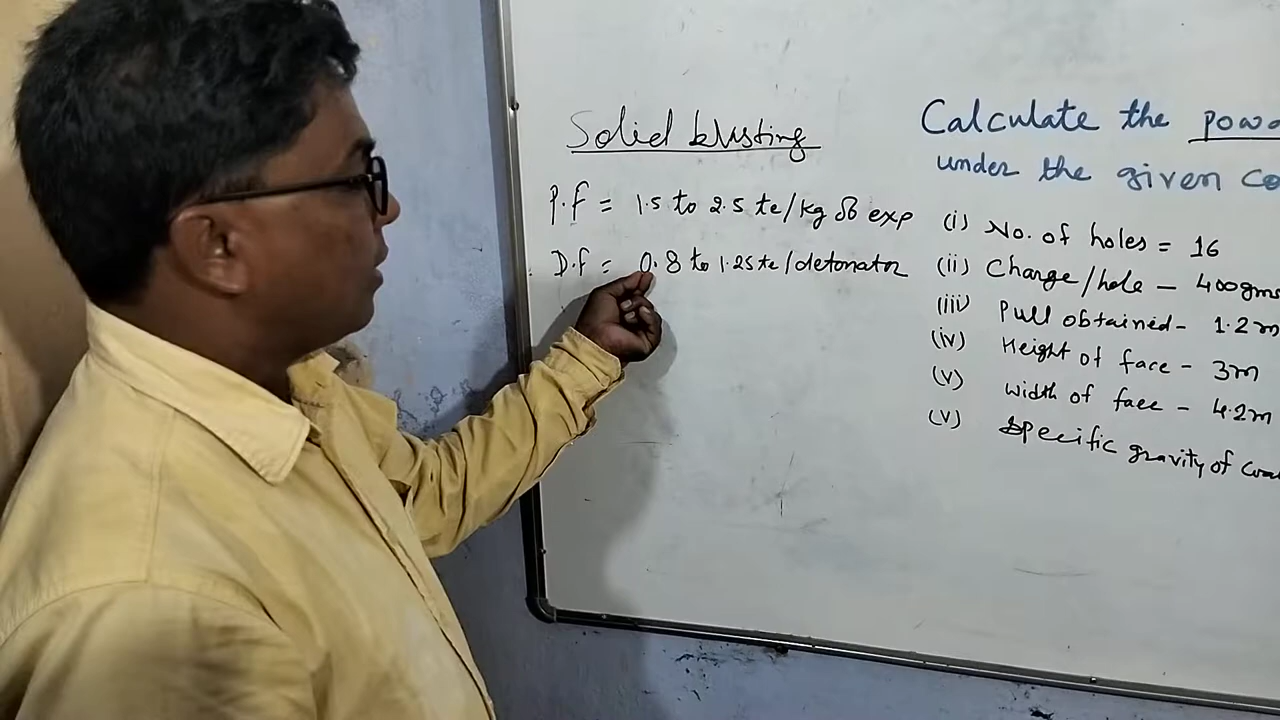 Solid blasting
P.f = 1.5 to 2.5 te/kg of exp
D.f = 0.8 to 1.25 te/detonator
Calculate the
under the given
(i) No. of holes = 16
(ii) Charge/hole – 400gms
(iii) Pull obtained - 1.2m
(iv) Height of face - 3m
(v) width of face - 4.2m
(v) Specific gravity of